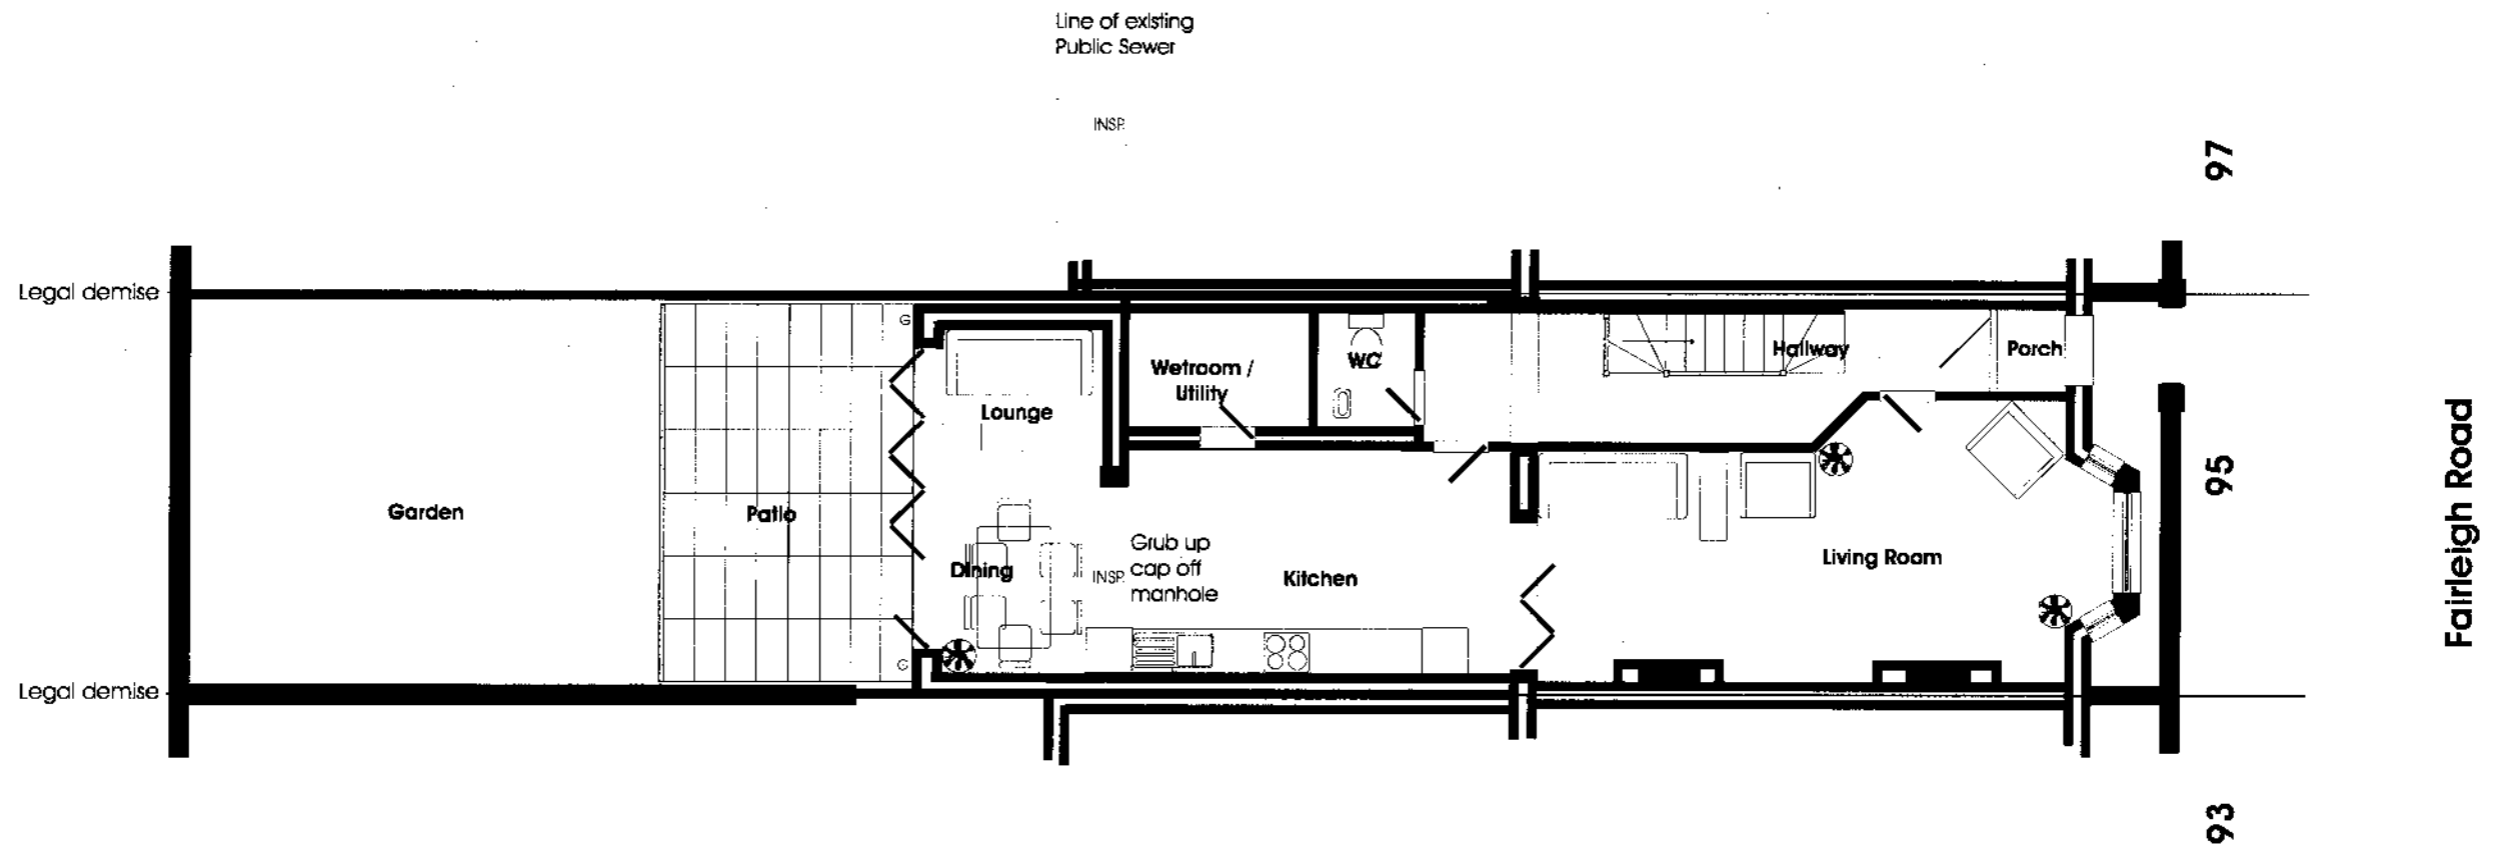 Line of existing
Public Sewer
INSP.
97
Legal demise
G
Wetroom /
Utility
WC
Hallway
Porch
Lounge
Garden
Patio
Dining
INSP.
Grub up
cap off
manhole
Kitchen
Living Room
95
Fairleigh Road
G
Legal demise
93